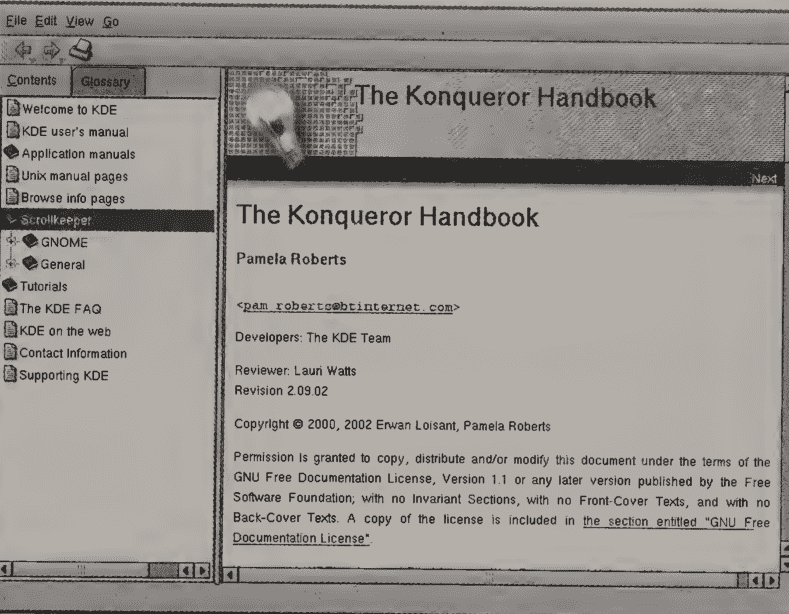 File Edit View Go
Contents Glossary
Welcome to KDE
KDE user's manual
Application manuals
Unix manual pages
Browse info pages
Scrollkeeper
GNOME
General
Tutorials
The KDE FAQ
KDE on the web
Contact Information
Supporting KDE
The Konqueror Handbook
Next
The Konqueror Handbook
Pamela Roberts
<pam_roberts@btinternet.com>
Developers: The KDE Team
Reviewer: Lauri Watts
Revision 2.09.02
Copyright © 2000, 2002 Erwan Loisant, Pamela Roberts
Permission is granted to copy, distribute and/or modify this document under the terms of the
GNU Free Documentation License, Version 1.1 or any later version published by the Free
Software Foundation; with no Invariant Sections, with no Front-Cover Texts, and with no
Back-Cover Texts. A copy of the license is included in the section entitled "GNU Free
Documentation License".